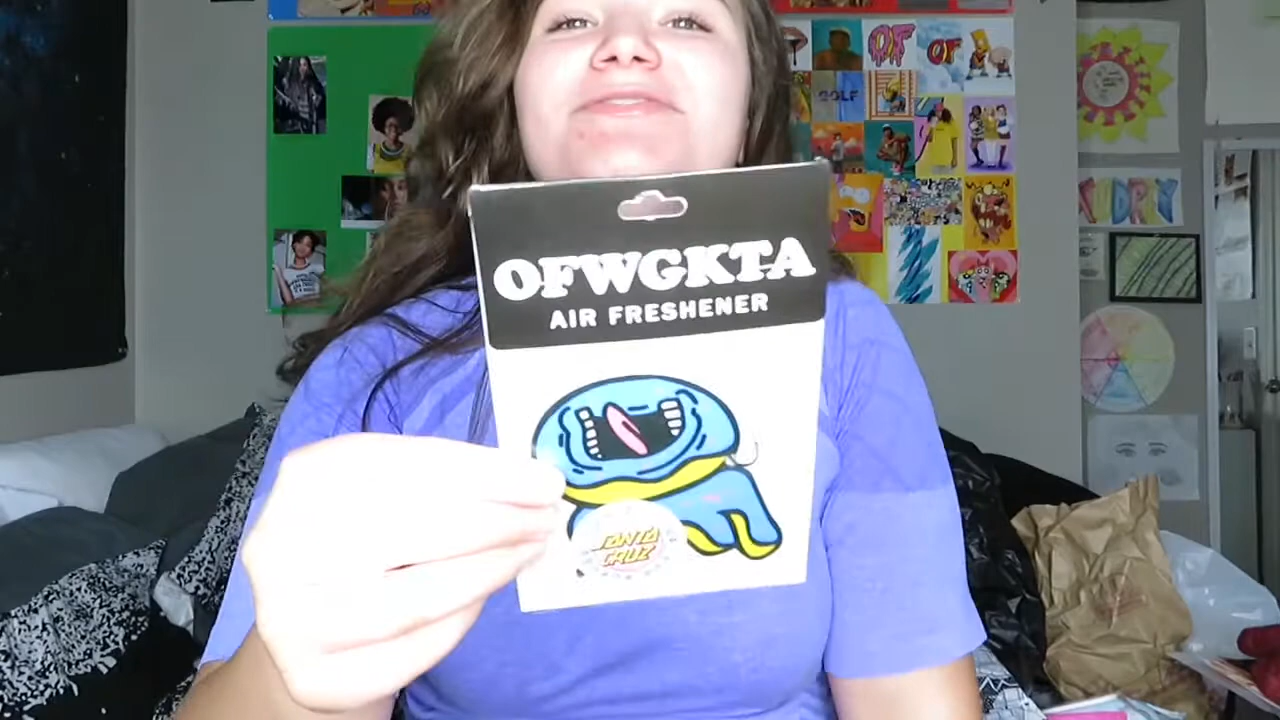 OF
OF
GOLF
OFWGKTA
AIR FRESHENER
SANTA
CRUZ